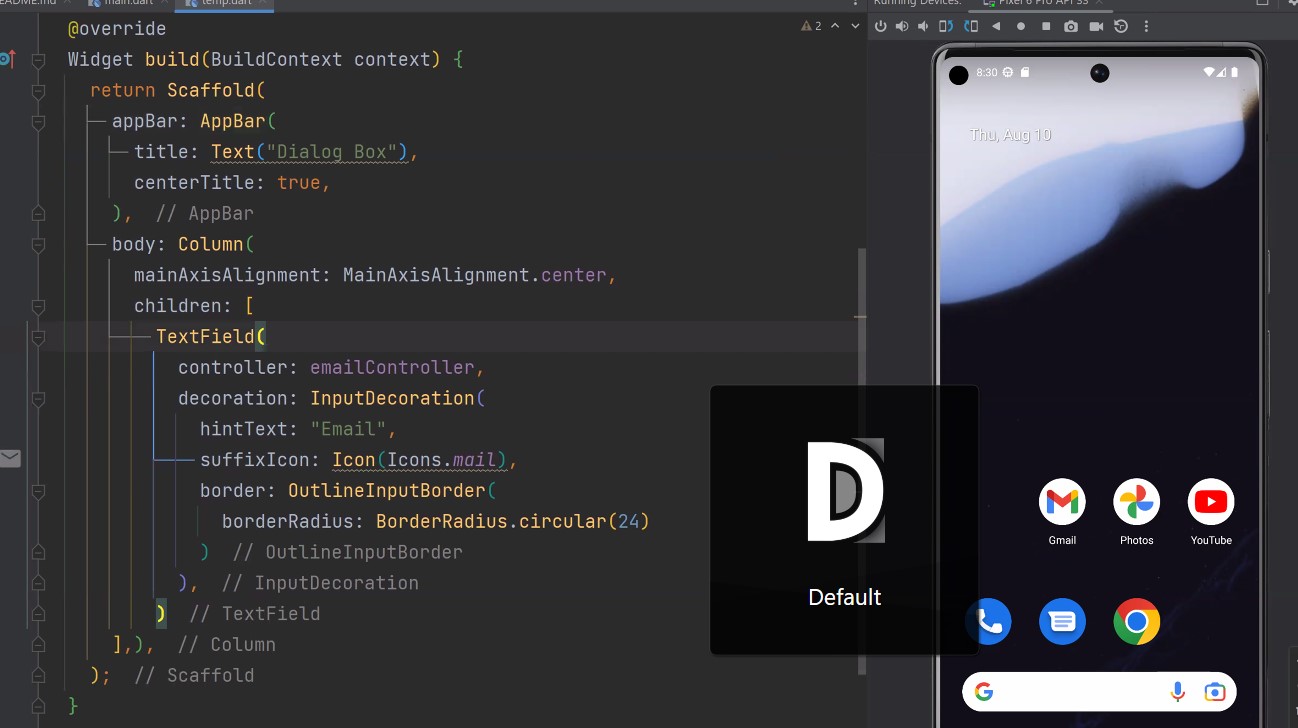 README.md
main.dart
temp.dart
Running Devices:
Pixel 6 Pro API 33
@override
2
Widget build(BuildContext context) {
return Scaffold(
appBar: AppBar(
title: Text("Dialog Box"),
centerTitle: true,
), // AppBar
body: Column(
mainAxisAlignment: MainAxisAlignment.center,
children: [
TextField(
controller: emailController,
decoration: InputDecoration(
hintText: "Email",
suffixIcon: Icon(Icons.mail),
border: OutlineInputBorder(
borderRadius: BorderRadius.circular(24)
) // OutlineInputBorder
), // InputDecoration
) // TextField
],), // Column
); // Scaffold
}
D
Default
8:30
Thu, Aug 10
Gmail
Photos
YouTube